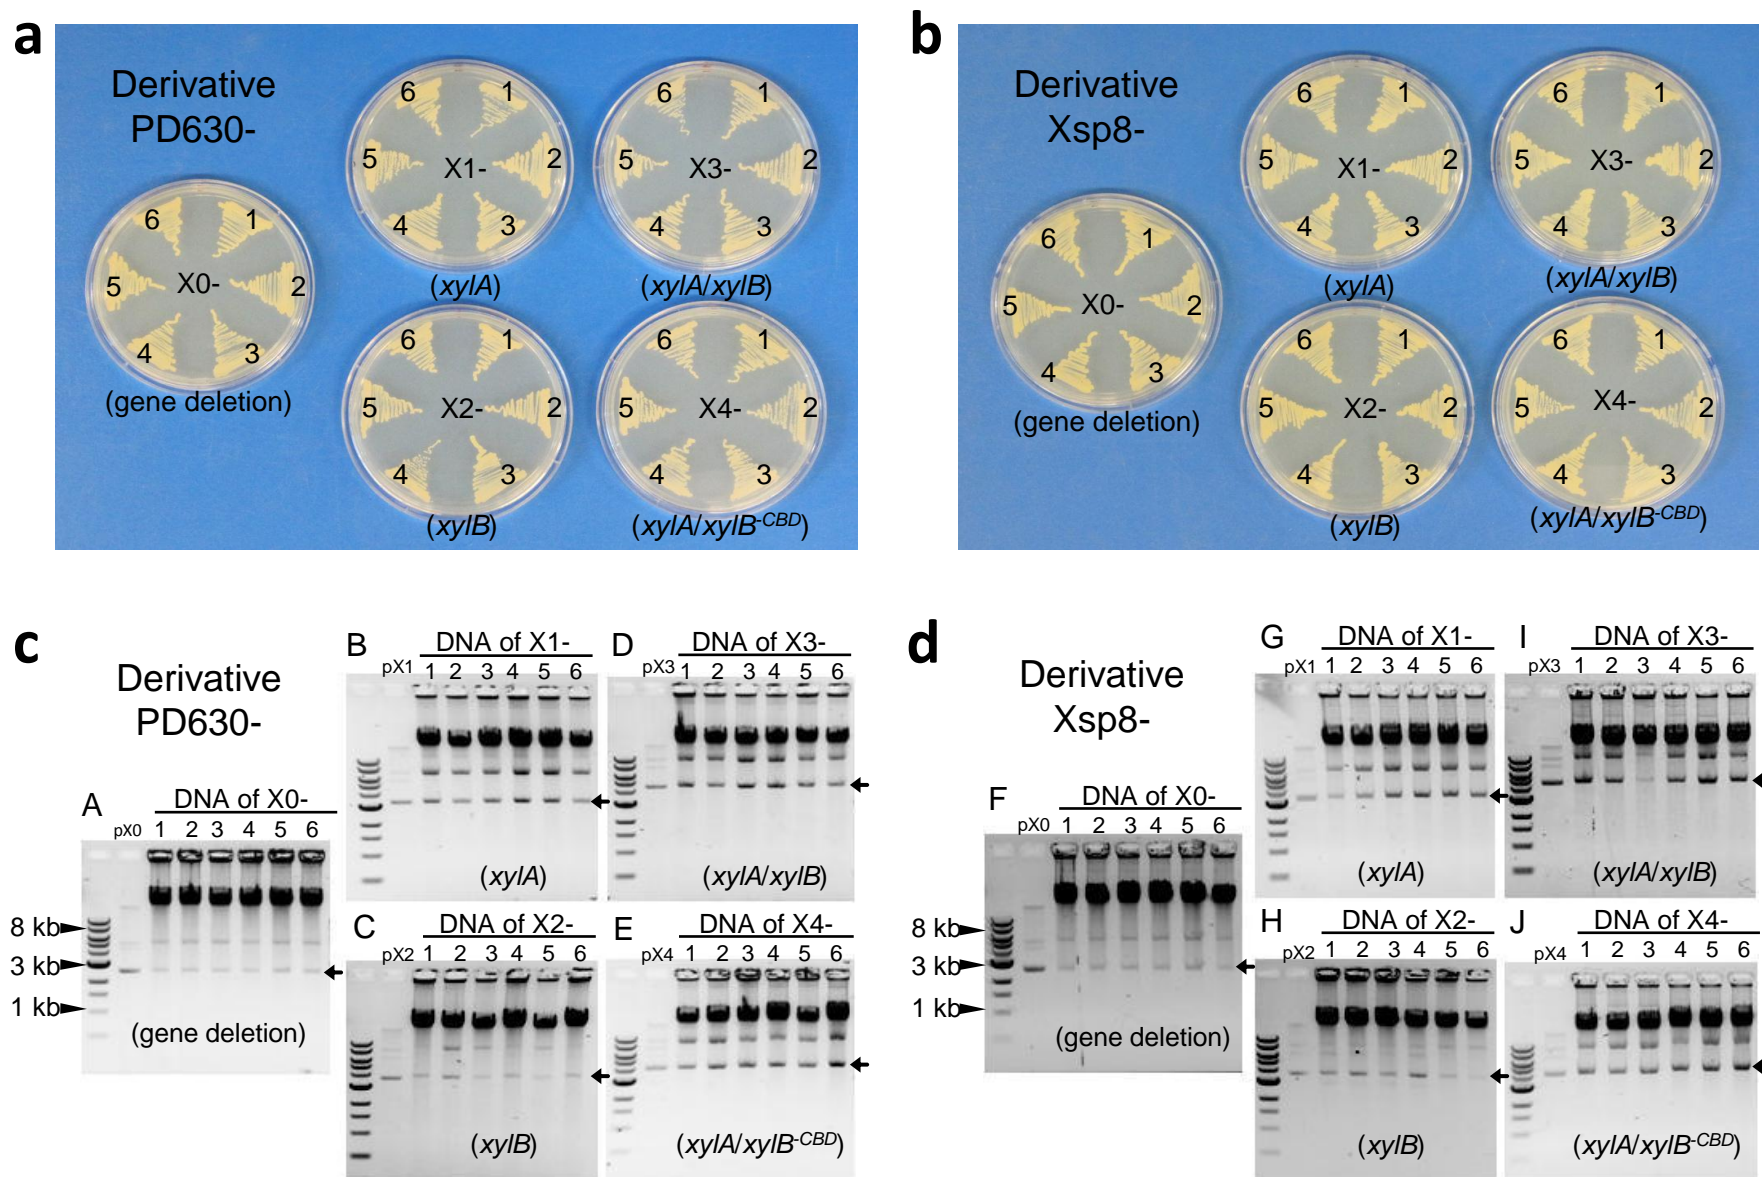 a
Derivative
PD630-
6
1
5
X1-
2
4
3
(xylA)
6
1
5
X3-
2
4
3
(xylA/xylB)
6
1
5
X0-
2
4
3
(gene deletion)
6
1
5
X2-
2
4
3
(xylB)
6
1
5
X4-
2
4
3
(xylA/xylB-CBD)
b
Derivative
Xsp8-
6
1
5
X1-
2
4
3
(xylA)
6
1
5
X3-
2
4
3
(xylA/xylB)
6
1
5
X0-
2
4
3
(gene deletion)
6
1
5
X2-
2
4
3
(xylB)
6
1
5
X4-
2
4
3
(xylA/xylB-CBD)
c
Derivative
PD630-
A
DNA of X0-
pX0 1 2 3 4 5 6
8 kb
3 kb
1 kb
(gene deletion)
B
DNA of X1-
pX1 1 2 3 4 5 6
(xylA)
C
DNA of X2-
pX2 1 2 3 4 5 6
(xylB)
D
DNA of X3-
pX3 1 2 3 4 5 6
(xylA/xylB)
E
DNA of X4-
pX4 1 2 3 4 5 6
(xylA/xylB-CBD)
d
Derivative
Xsp8-
F
DNA of X0-
pX0 1 2 3 4 5 6
8 kb
3 kb
1 kb
(gene deletion)
G
DNA of X1-
pX1 1 2 3 4 5 6
(xylA)
H
DNA of X2-
pX2 1 2 3 4 5 6
(xylB)
I
DNA of X3-
pX3 1 2 3 4 5 6
(xylA/xylB)
J
DNA of X4-
pX4 1 2 3 4 5 6
(xylA/xylB-CBD)